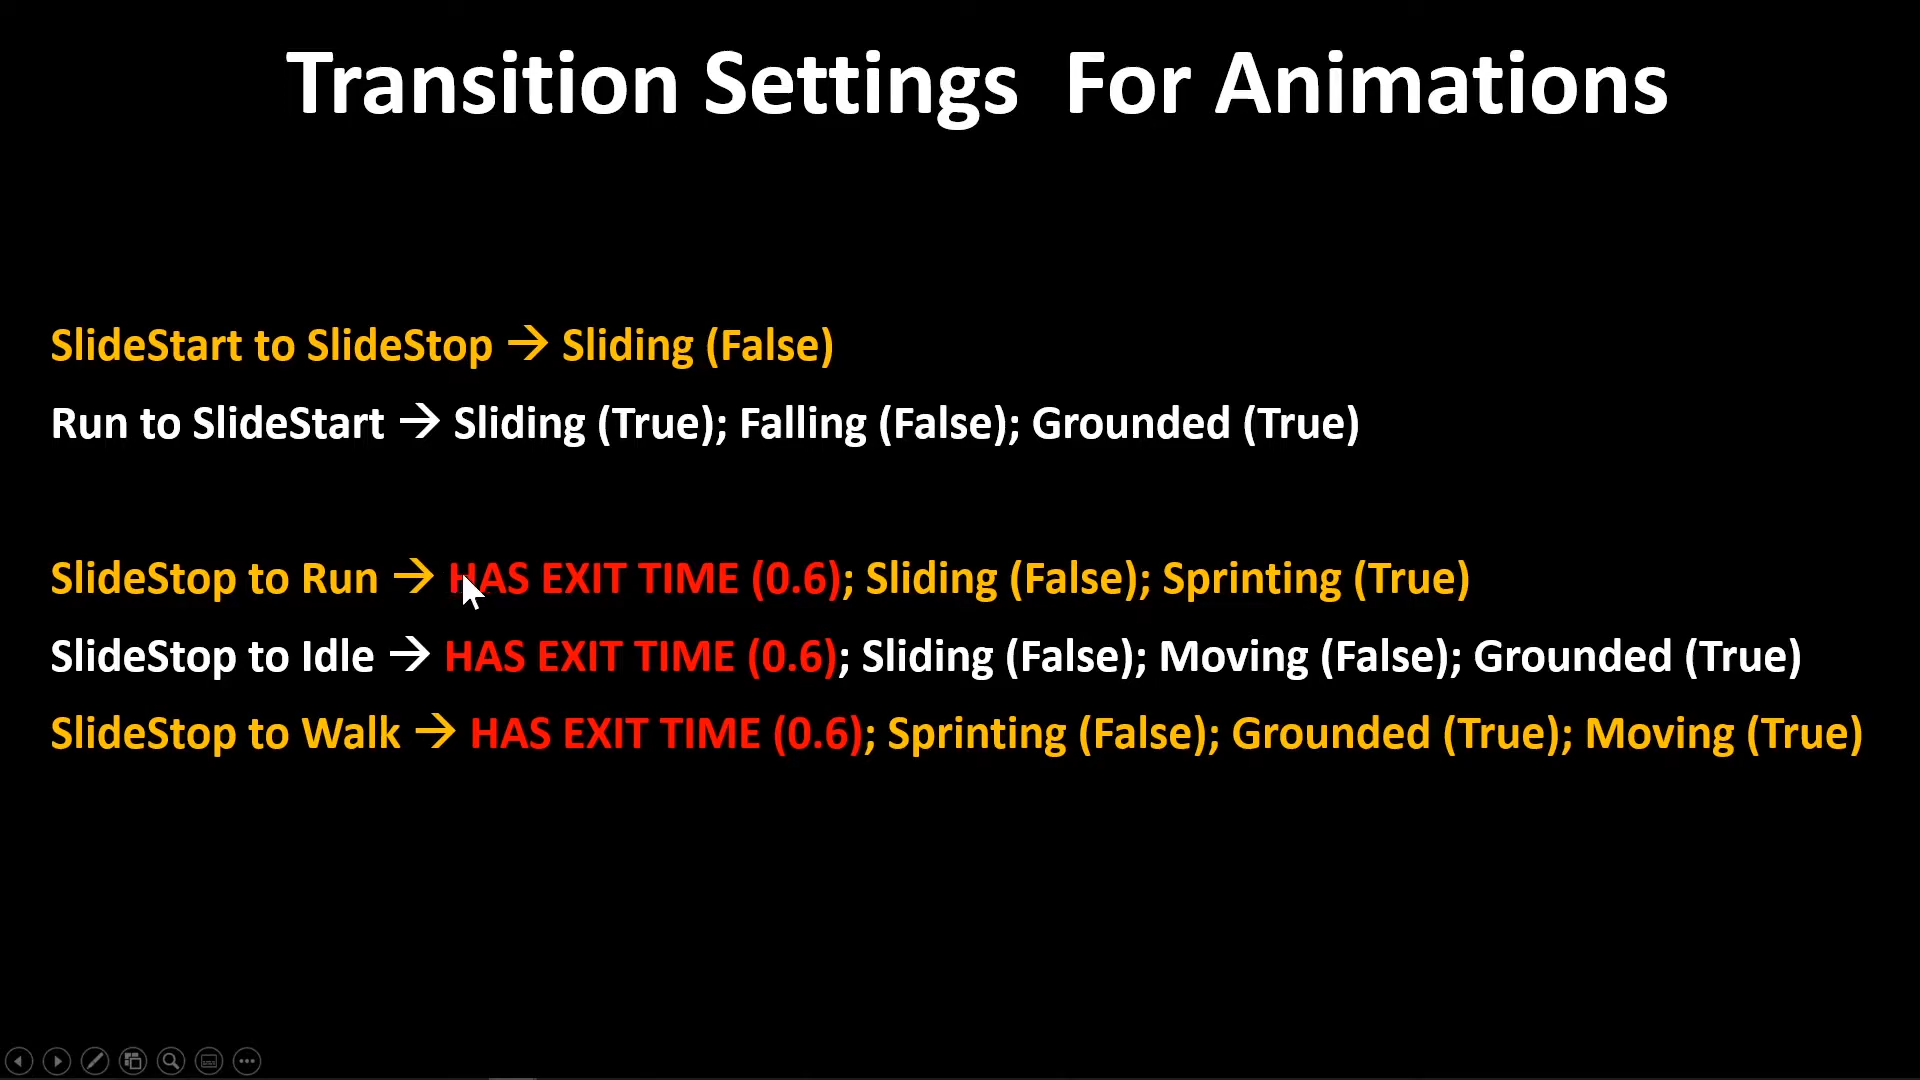 Transition Settings  For Animations
SlideStart to SlideStop → Sliding (False)
Run to SlideStart → Sliding (True); Falling (False); Grounded (True)
SlideStop to Run → HAS EXIT TIME (0.6); Sliding (False); Sprinting (True)
SlideStop to Idle → HAS EXIT TIME (0.6); Sliding (False); Moving (False); Grounded (True)
SlideStop to Walk → HAS EXIT TIME (0.6); Sprinting (False); Grounded (True); Moving (True)